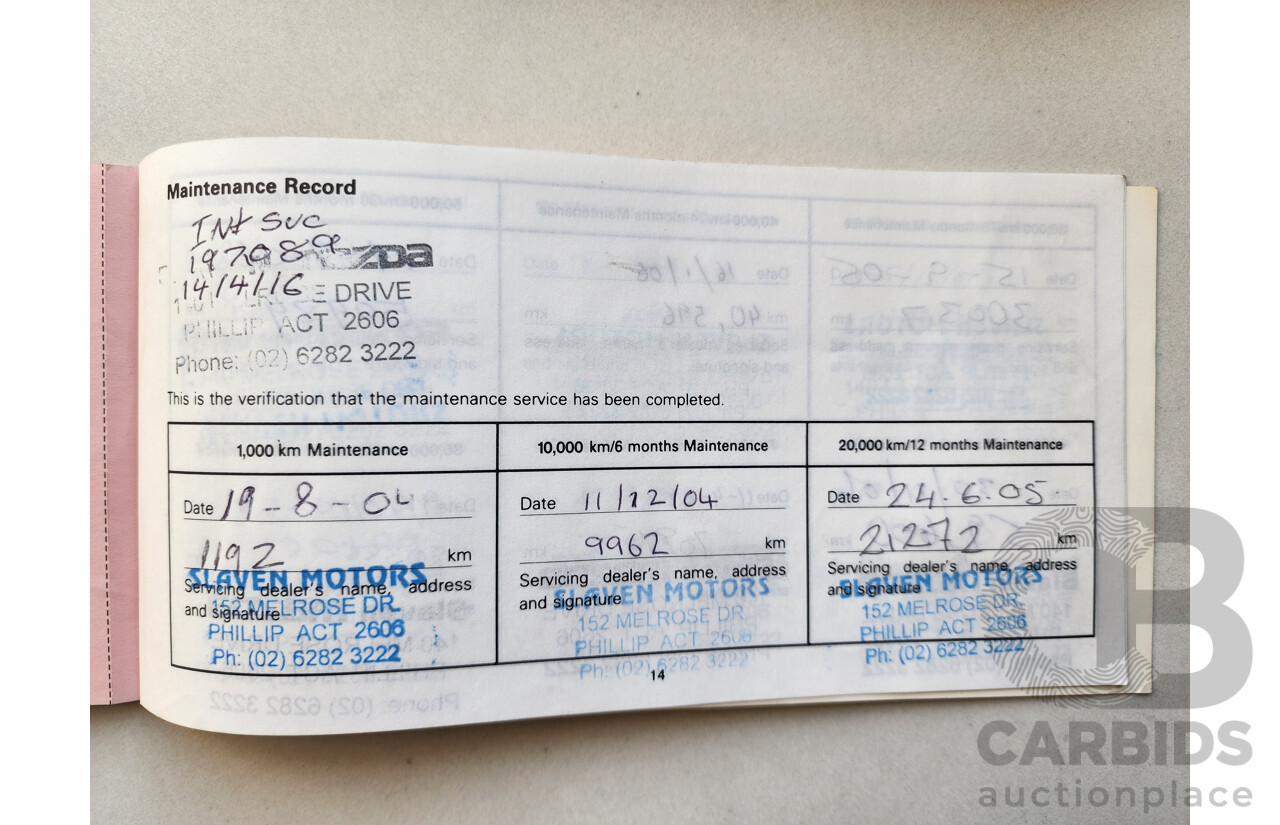 Maintenance Record
INT SVC
197089
mazda
14/4/16
E DRIVE
PHILLIP ACT 2606
Phone: (02) 6282 3222
This is the verification that the maintenance service has been completed.
1,000 km Maintenance
Date 19-8-04
1192 km
Servicing dealer's name, address
and signature
SLAVEN MOTORS
152 MELROSE DR.
PHILLIP ACT 2606
Ph: (02) 6282 3222
10,000 km/6 months Maintenance
Date 11/12/04
9962 km
Servicing dealer's name, address
and signature
SLAVEN MOTORS
152 MELROSE DR.
PHILLIP ACT 2606
Ph: (02) 6282 3222
20,000 km/12 months Maintenance
Date 24.6.05
21272 km
Servicing dealer's name, address
and signature
SLAVEN MOTORS
152 MELROSE DR.
PHILLIP ACT 2606
Ph: (02) 6282 3222
14
CARBIDS
auctionplace